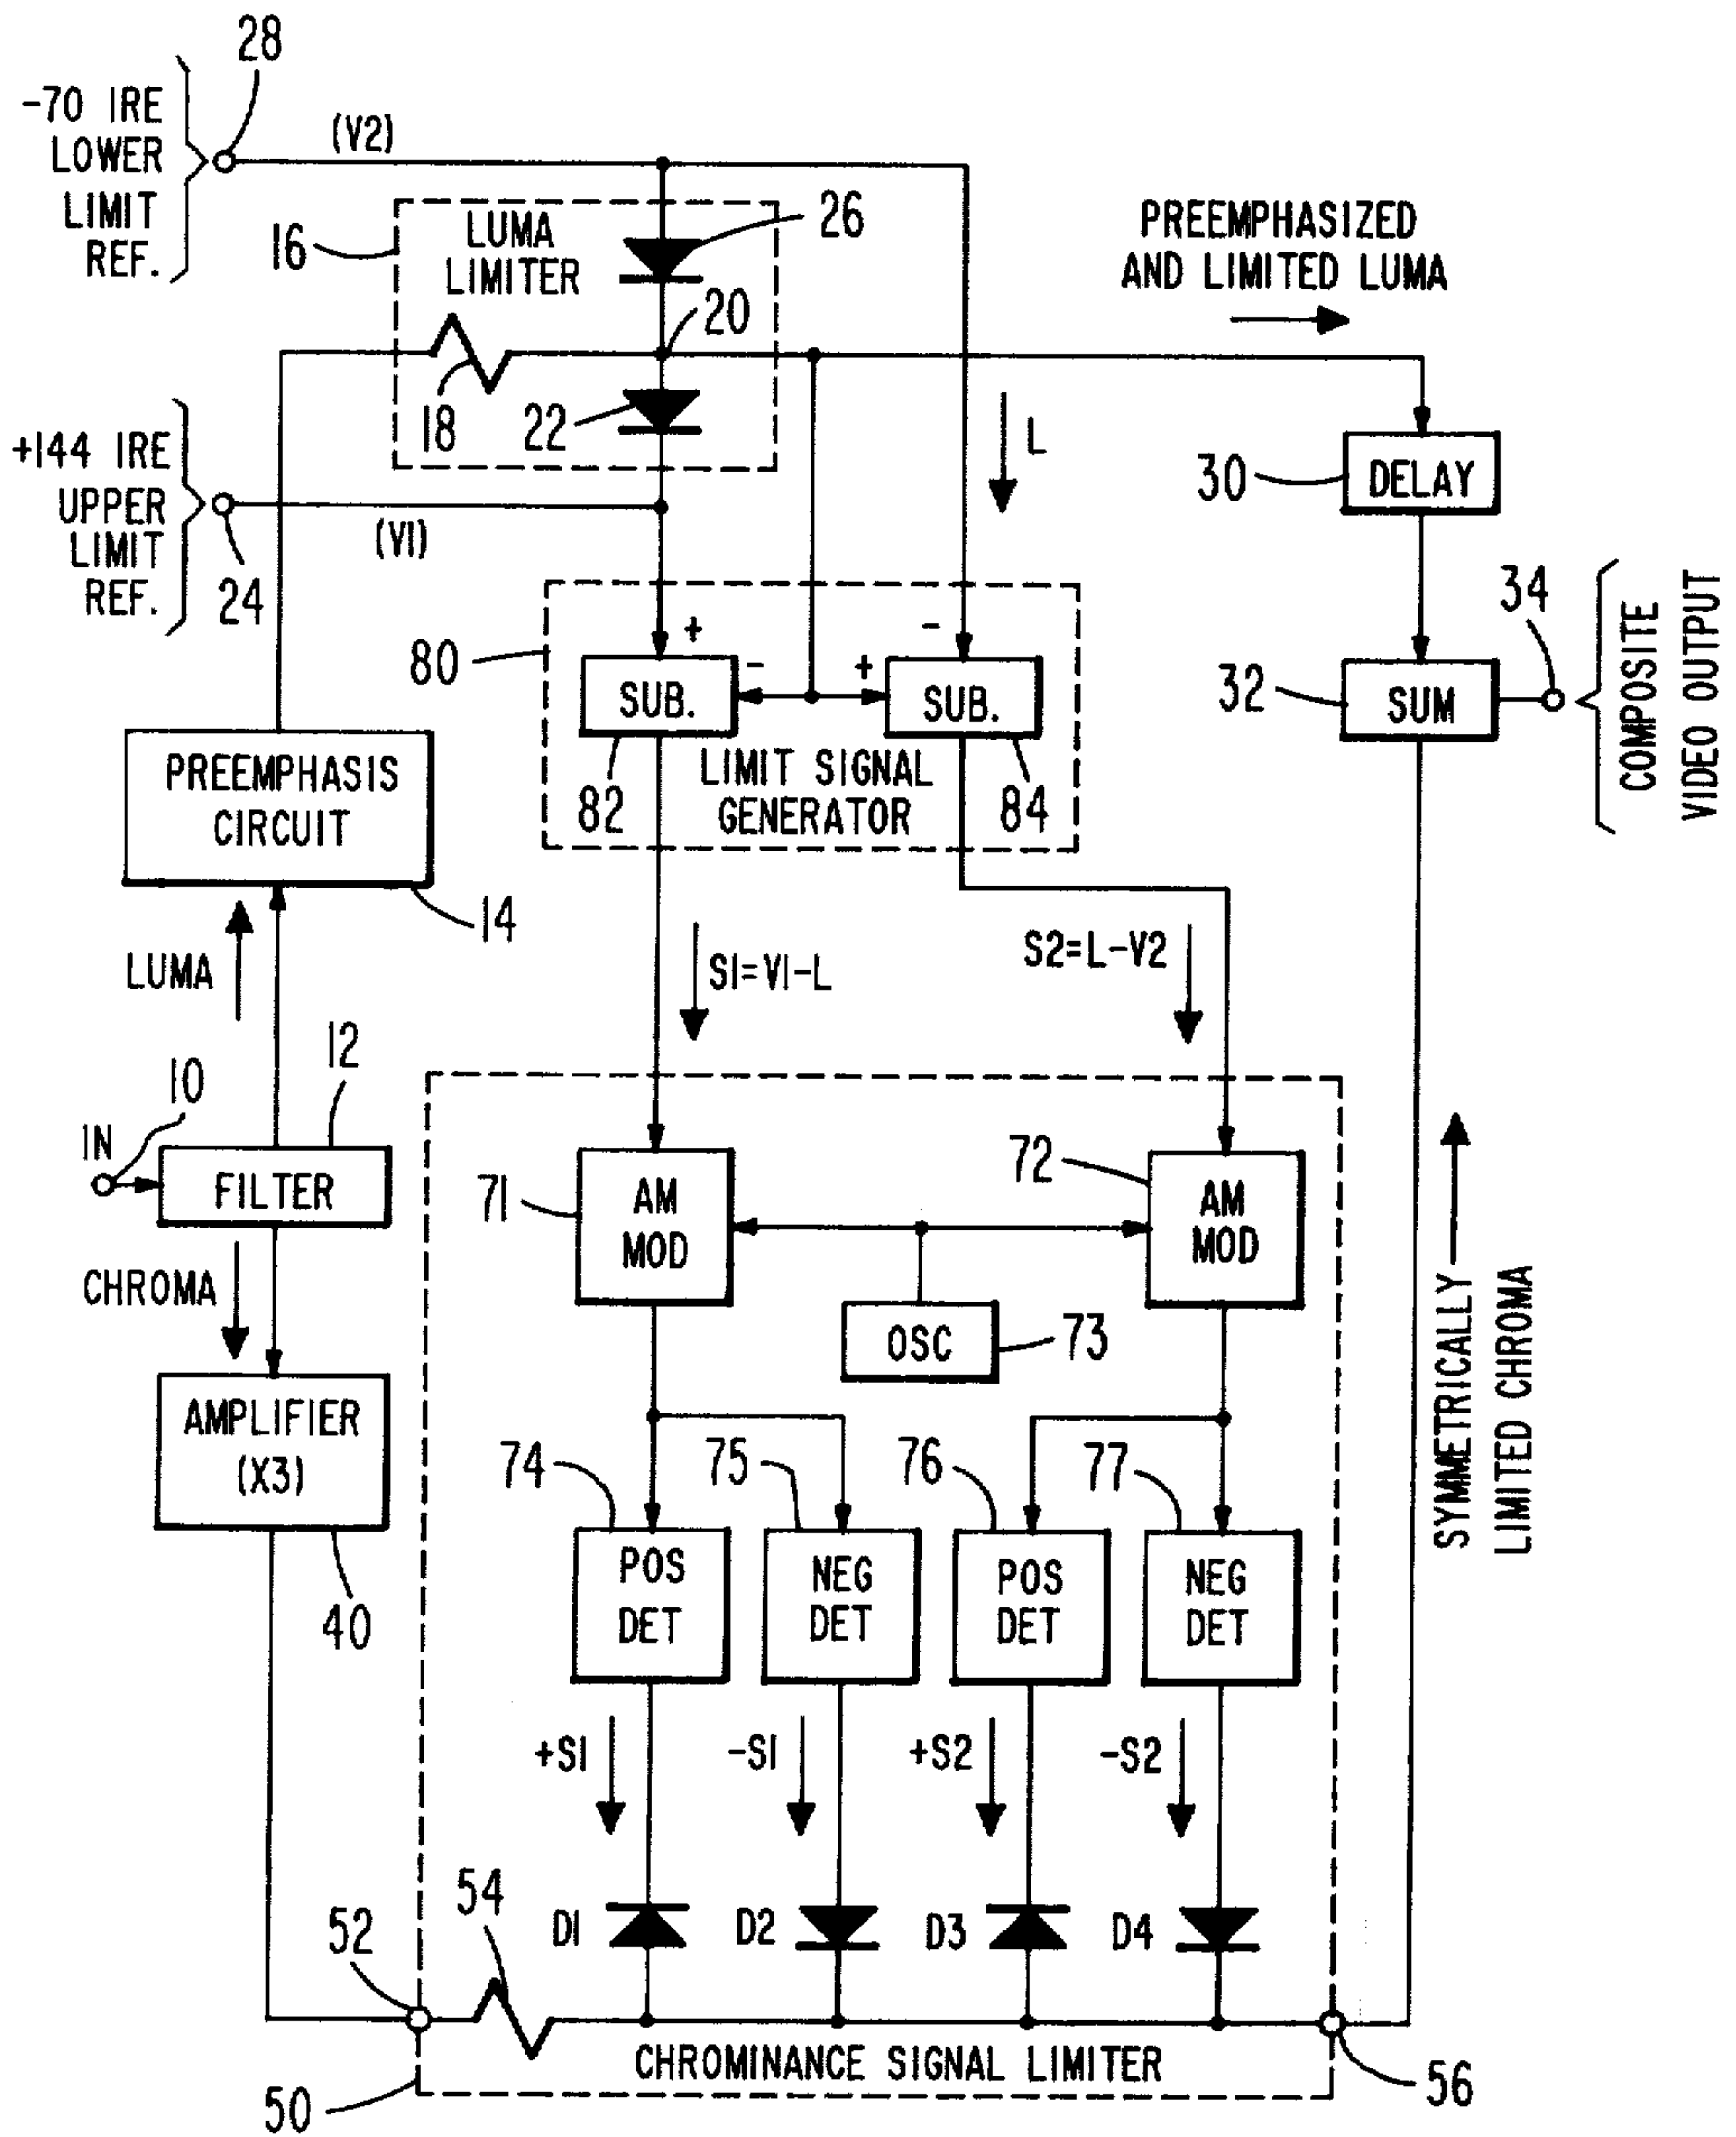 28
-70 IRE
LOWER
LIMIT
REF.
(V2)
16
LUMA
LIMITER
26
PREEMPHASIZED
AND LIMITED LUMA
20
18
22
L
+144 IRE
UPPER
LIMIT
REF.
24
(V1)
30
DELAY
34
80
+
-
-
+
SUB.
SUB.
32
SUM
COMPOSITE
VIDEO OUTPUT
82
LIMIT SIGNAL
GENERATOR
84
PREEMPHASIS
CIRCUIT
14
LUMA
S1=V1-L
S2=L-V2
10
12
IN
FILTER
71
AM
MOD
72
AM
MOD
CHROMA
OSC
73
SYMMETRICALLY
LIMITED CHROMA
AMPLIFIER
(X3)
40
74
75
76
77
POS
DET
NEG
DET
POS
DET
NEG
DET
+S1
-S1
+S2
-S2
54
D1
D2
D3
D4
52
CHROMINANCE SIGNAL LIMITER
50
56